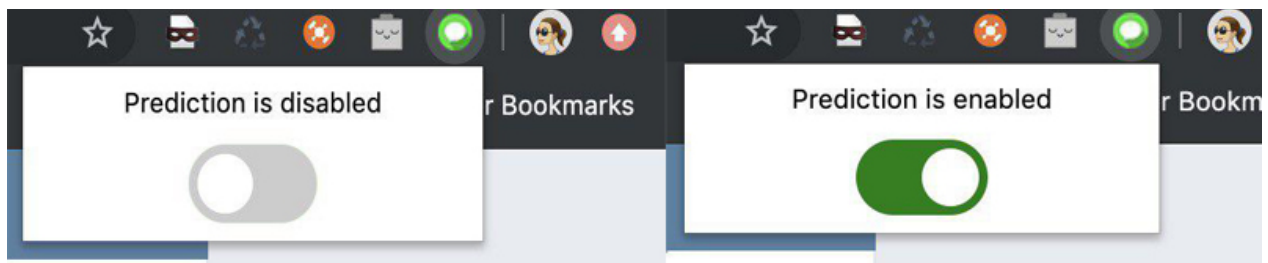 Prediction is disabled
r Bookmarks
Prediction is enabled
r Bookm